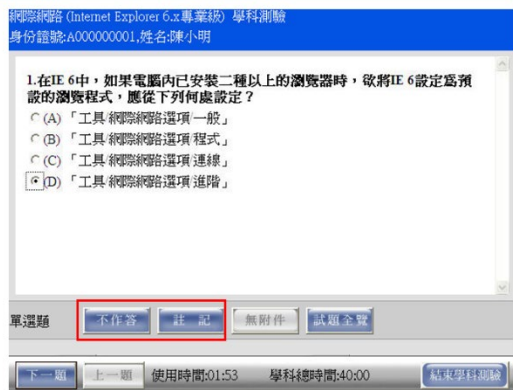 網際網路 (Internet Explorer 6.x專業級) 學科測驗
身份證號:A000000001,姓名:陳小明
1.在IE 6中，如果電腦內已安裝二種以上的瀏覽器時，欲將IE 6設定為預
設的瀏覽程式，應從下列何處設定？
(A) 「工具/網際網路選項/一般」
(B) 「工具/網際網路選項/程式」
(C) 「工具/網際網路選項/連線」
(D) 「工具/網際網路選項/進階」
單選題 不作答 註 記 無附件 試題全覽
下一題 上一題 使用時間:01:53 學科總時間:40:00 結束學科測驗